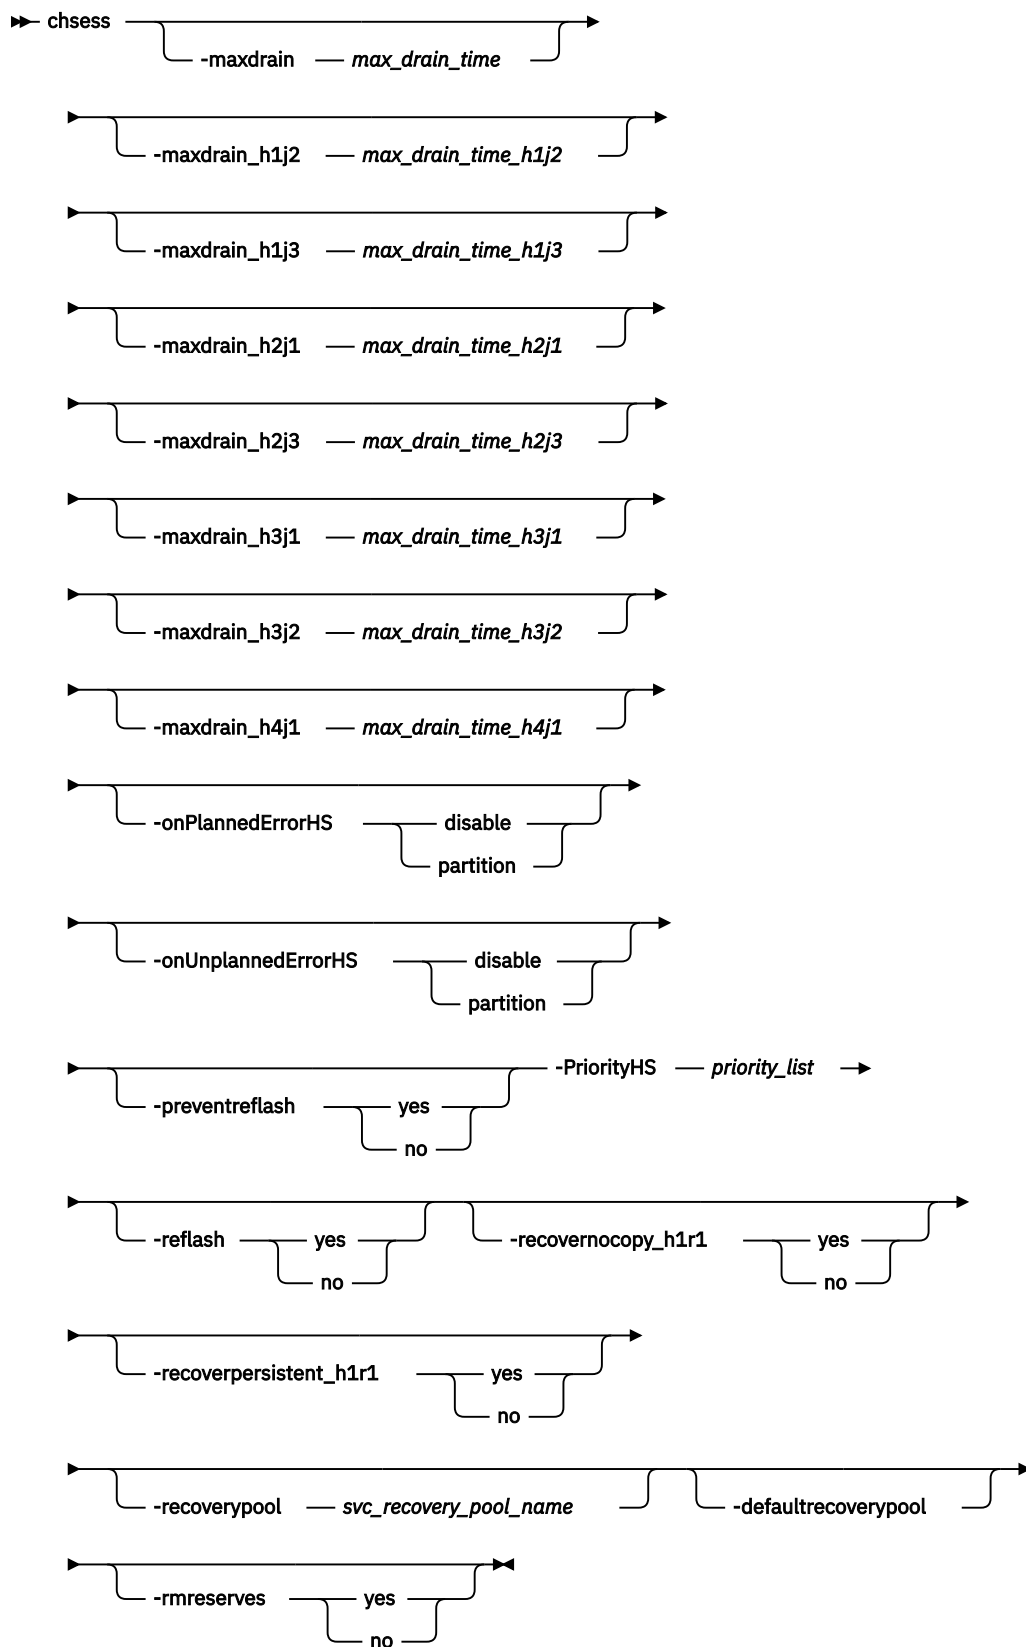 chsess
-maxdrain max_drain_time
-maxdrain_h1j2 max_drain_time_h1j2
-maxdrain_h1j3 max_drain_time_h1j3
-maxdrain_h2j1 max_drain_time_h2j1
-maxdrain_h2j3 max_drain_time_h2j3
-maxdrain_h3j1 max_drain_time_h3j1
-maxdrain_h3j2 max_drain_time_h3j2
-maxdrain_h4j1 max_drain_time_h4j1
-onPlannedErrorHS disable
partition
-onUnplannedErrorHS disable
partition
-PriorityHS priority_list
-preventreflash yes
no
-reflash yes -recovernocopy_h1r1 yes
no no
-recoverpersistent_h1r1 yes
no
-recoverypool svc_recovery_pool_name -defaultrecoverypool
-rmreserves yes
no